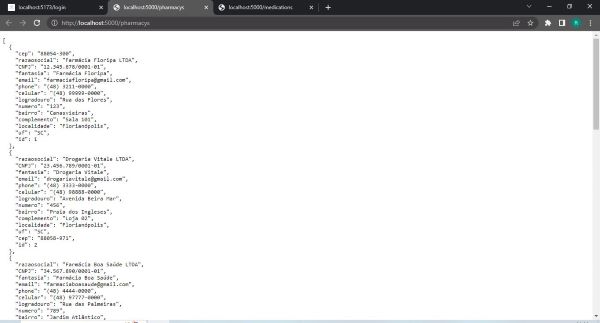 localhost:5173/login
localhost:5000/pharmacys
localhost:5000/medications
http://localhost:5000/pharmacys
[
{
"cep": "88054-300",
"razaosocial": "Farmácia Floripa LTDA",
"CNPJ": "12.345.678/0001-01",
"fantasia": "Farmácia Floripa",
"email": "farmaciafloripa@gmail.com",
"phone": "(48) 3211-0000",
"celular": "(48) 99999-0000",
"logradouro": "Rua das Flores",
"numero": "123",
"bairro": "Canasvieiras",
"complemento": "Sala 101",
"localidade": "Florianópolis",
"uf": "SC",
"id": 1
},
{
"razaosocial": "Drogaria Vitale LTDA",
"CNPJ": "23.456.789/0001-01",
"fantasia": "Drogaria Vitale",
"email": "drogariavitale@gmail.com",
"phone": "(48) 3333-0000",
"celular": "(48) 98888-0000",
"logradouro": "Avenida Beira Mar",
"numero": "456",
"bairro": "Praia dos Ingleses",
"complemento": "Loja 02",
"localidade": "Florianópolis",
"uf": "SC",
"cep": "88058-971",
"id": 2
},
{
"razaosocial": "Farmácia Boa Saúde LTDA",
"CNPJ": "34.567.890/0001-01",
"fantasia": "Farmácia Boa Saúde",
"email": "farmaciaboasaude@gmail.com",
"phone": "(48) 4444-0000",
"celular": "(48) 97777-0000",
"logradouro": "Rua das Palmeiras",
"numero": "789",
"bairro": "Jardim Atlântico",